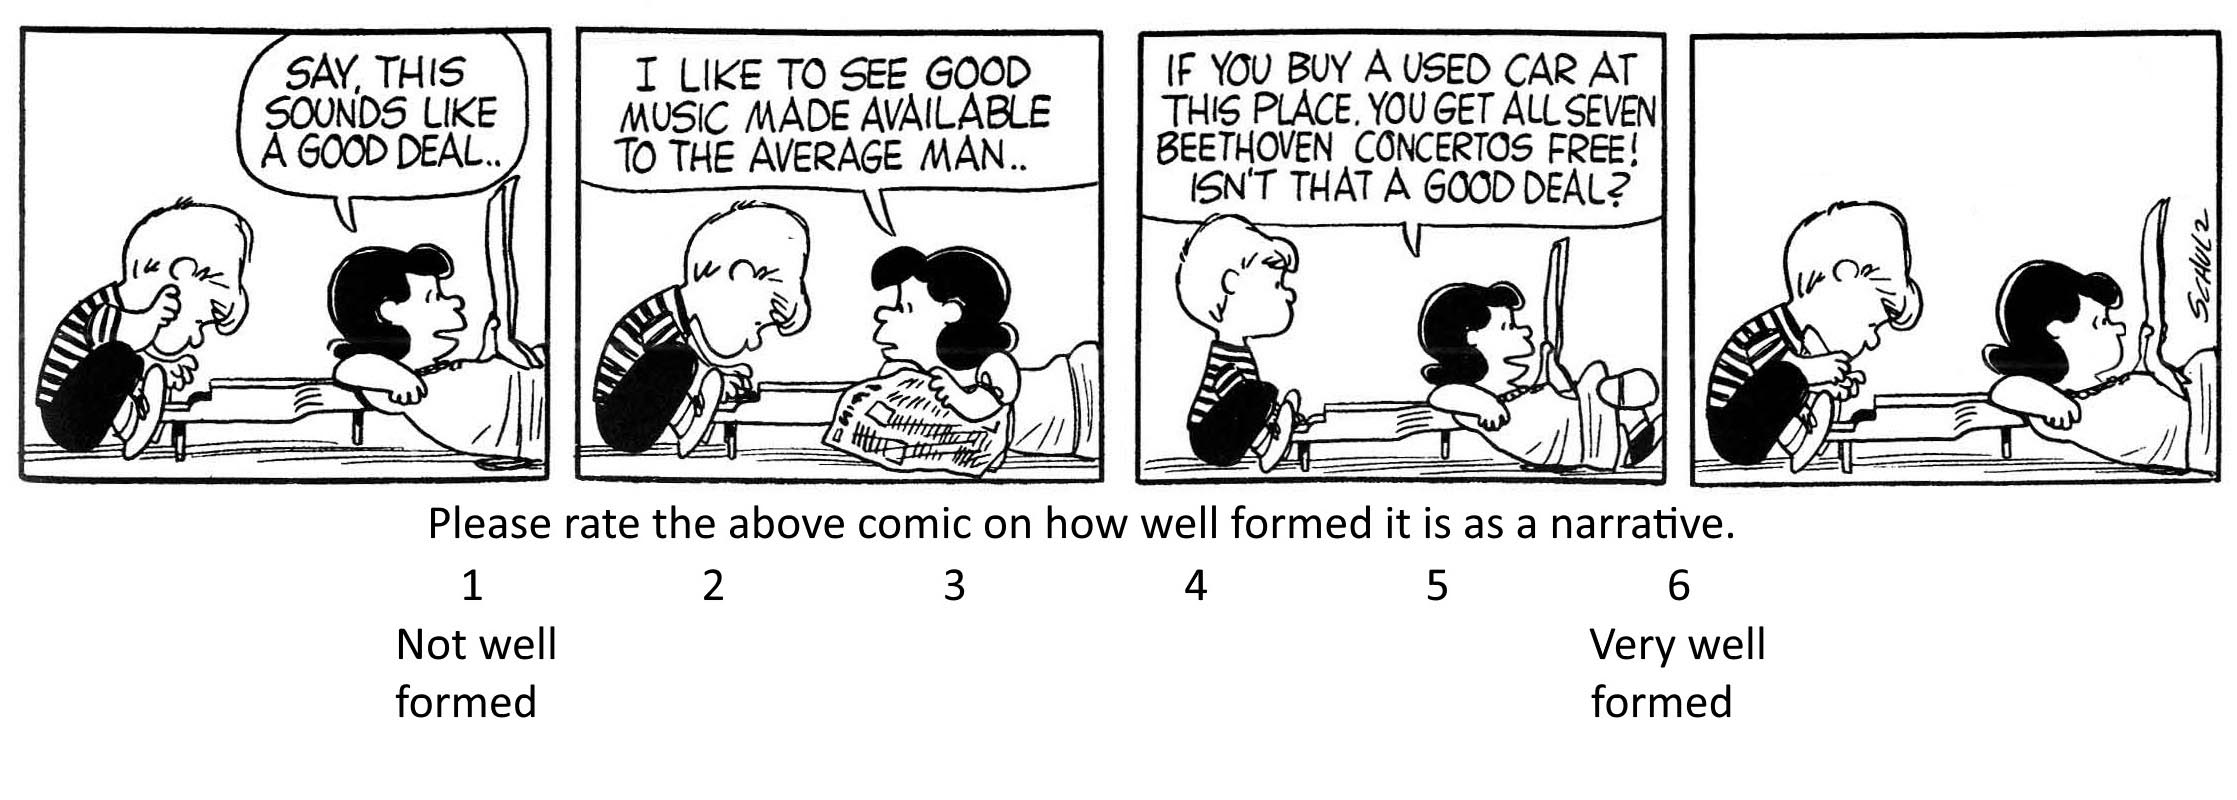 SAY, THIS
SOUNDS LIKE
A GOOD DEAL..
I LIKE TO SEE GOOD
MUSIC MADE AVAILABLE
TO THE AVERAGE MAN..
IF YOU BUY A USED CAR AT
THIS PLACE, YOU GET ALL SEVEN
BEETHOVEN CONCERTOS FREE!
ISN'T THAT A GOOD DEAL?
SCHULZ
Please rate the above comic on how well formed it is as a narrative.
1 2 3 4 5 6
Not well
formed
Very well
formed